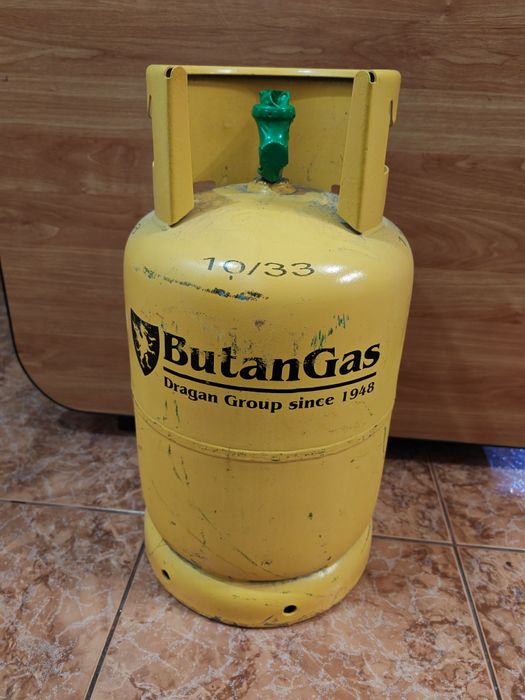 10/33
ButanGas
Dragan Group since 1948